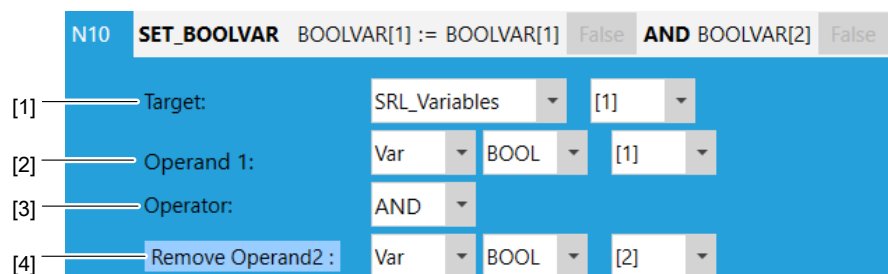 N10 SET_BOOLVAR BOOLVAR[1] := BOOLVAR[1] False AND BOOLVAR[2] False
[1] Target: SRL_Variables [1]
[2] Operand 1: Var BOOL [1]
[3] Operator: AND
[4] Remove Operand2 : Var BOOL [2]